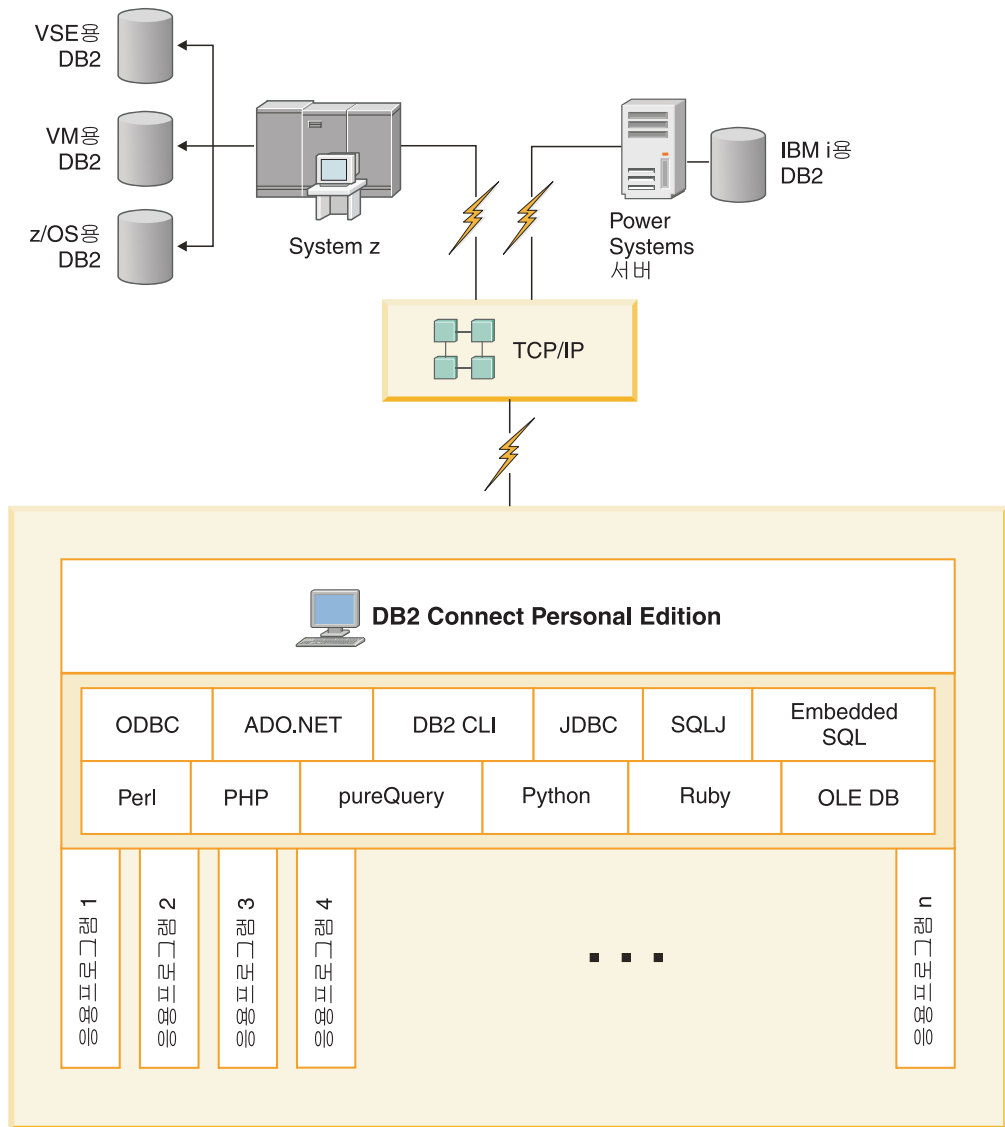 VSE용
DB2
VM용
DB2
z/OS용
DB2
System z
Power
Systems
서버
IBM i용
DB2
TCP/IP
DB2 Connect Personal Edition
ODBC
ADO.NET
DB2 CLI
JDBC
SQLJ
Embedded
SQL
Perl
PHP
pureQuery
Python
Ruby
OLE DB
응용프로그램 1
응용프로그램 2
응용프로그램 3
응용프로그램 4
...
응용프로그램 n